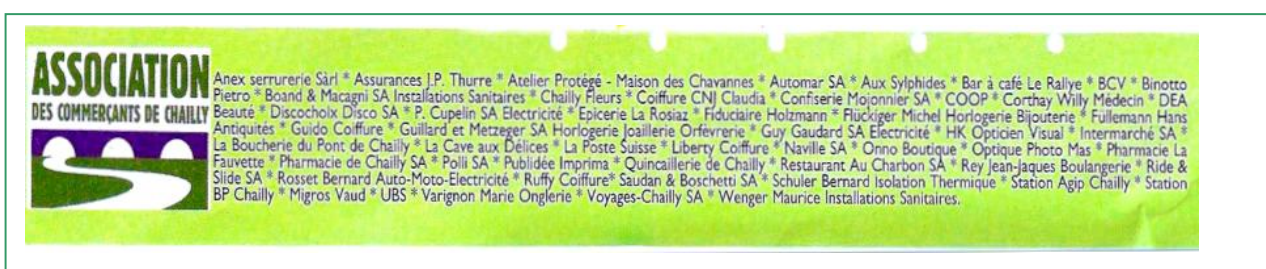 ASSOCIATION
DES COMMERÇANTS DE CHAILLY
Anex serrurerie Sàrl * Assurances J.P. Thurre * Atelier Protégé - Maison des Chavannes * Automar SA * Aux Sylphides * Bar à café Le Rallye * BCV * Binotto
Pietro * Boand & Macagni SA Installations Sanitaires * Chailly Fleurs * Coiffure CNJ Claudia * Confiserie Mojonnier SA * COOP * Corthay Willy Médecin * DEA
Beauté * Discochoix Disco SA * P. Cupelin SA Electricité * Epicerie La Rosiaz * Fiduciaire Holzmann * Flückiger Michel Horlogerie Bijouterie * Füllemann Hans
Antiquités * Guido Coiffure * Guillard et Metzeger SA Horlogerie Joaillerie Orfèvrerie * Guy Gaudard SA Electricité * HK Opticien Visual * Intermarché SA *
La Boucherie du Pont de Chailly * La Cave aux Délices * La Poste Suisse * Liberty Coiffure * Naville SA * Onno Boutique * Optique Photo Mas * Pharmacie La
Fauvette * Pharmacie de Chailly SA * Polli SA * Publidée Imprima * Quincaillerie de Chailly * Restaurant Au Charbon SA * Rey Jean-Jaques Boulangerie * Ride &
Slide SA * Rosset Bernard Auto-Moto-Electricité * Ruffy Coiffure* Saudan & Boschetti SA * Schuler Bernard Isolation Thermique * Station Agip Chailly * Station
BP Chailly * Migros Vaud * UBS * Varignon Marie Onglerie * Voyages-Chailly SA * Wenger Maurice Installations Sanitaires.